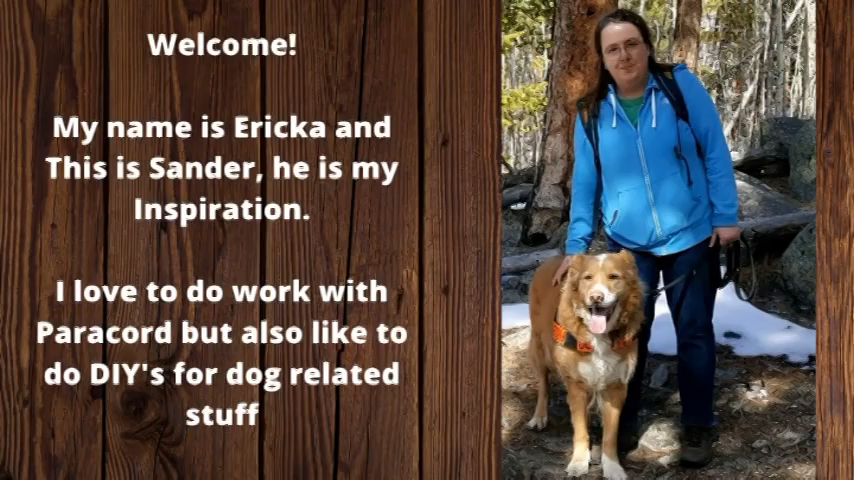 Welcome!
My name is Ericka and
This is Sander, he is my
Inspiration.
I love to do work with
Paracord but also like to
do DIY's for dog related
stuff